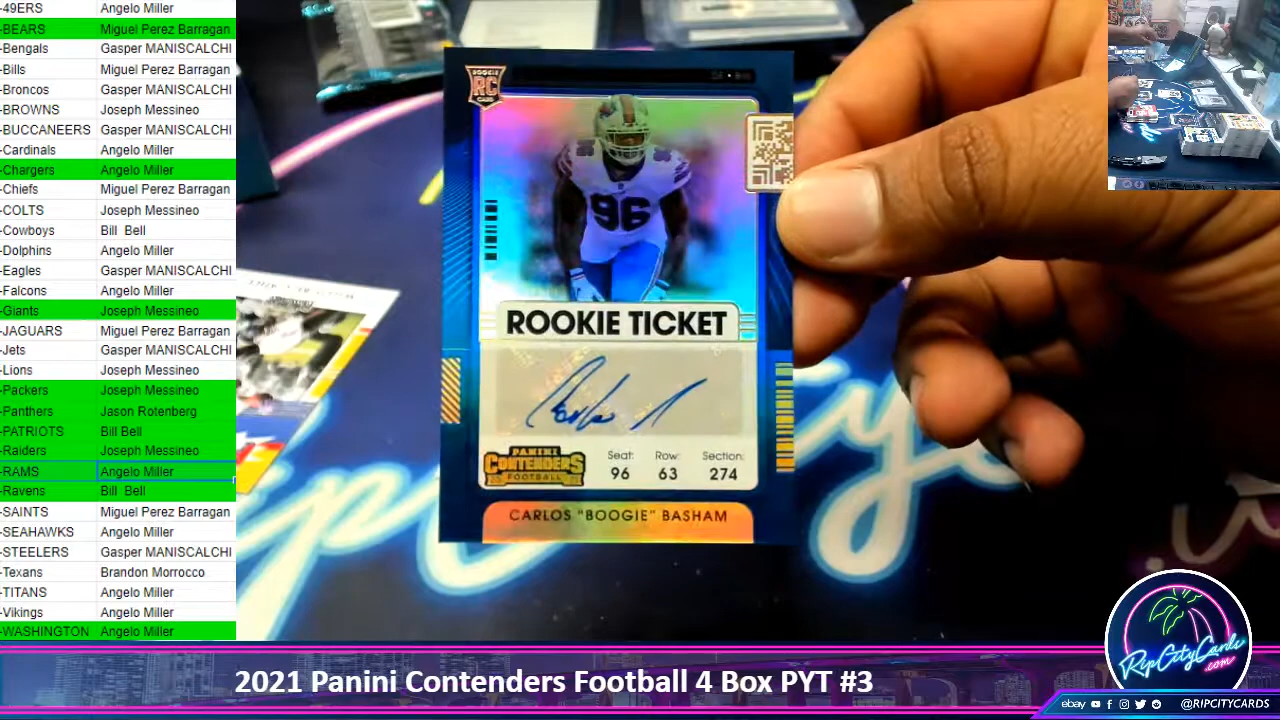 -49ERS Angelo Miller
-BEARS Miguel Perez Barragan
-Bengals Gasper MANISCALCHI
-Bills Miguel Perez Barragan
-Broncos Gasper MANISCALCHI
-BROWNS Joseph Messineo
-BUCCANEERS Gasper MANISCALCHI
-Cardinals Angelo Miller
-Chargers Angelo Miller
-Chiefs Miguel Perez Barragan
-COLTS Joseph Messineo
-Cowboys Bill Bell
-Dolphins Angelo Miller
-Eagles Gasper MANISCALCHI
-Falcons Angelo Miller
-Giants Joseph Messineo
-JAGUARS Miguel Perez Barragan
-Jets Gasper MANISCALCHI
-Lions Joseph Messineo
-Packers Joseph Messineo
-Panthers Jason Rotenberg
-PATRIOTS Bill Bell
-Raiders Joseph Messineo
-RAMS Angelo Miller
-Ravens Bill Bell
-SAINTS Miguel Perez Barragan
-SEAHAWKS Angelo Miller
-STEELERS Gasper MANISCALCHI
-Texans Brandon Morrocco
-TITANS Angelo Miller
-Vikings Angelo Miller
-WASHINGTON Angelo Miller
ROOKIE
RC
CARD
96
ROOKIE TICKET
PANINI
CONTENDERS
FOOTBALL
Seat: Row: Section:
96 63 274
CARLOS "BOOGIE" BASHAM
RipCityCards
.com
2021 Panini Contenders Football 4 Box PYT #3
ebay @RIPCITYCARDS